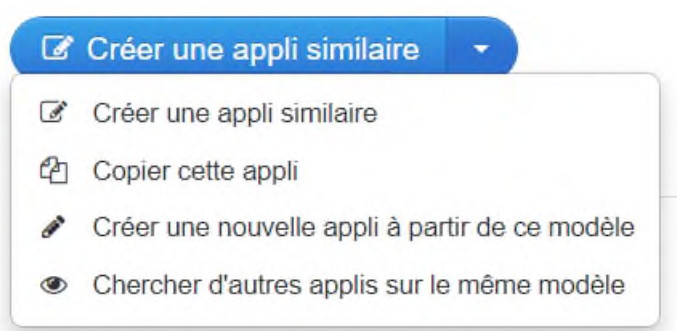 Créer une appli similaire
Créer une appli similaire
Copier cette appli
Créer une nouvelle appli à partir de ce modèle
Chercher d'autres applis sur le même modèle